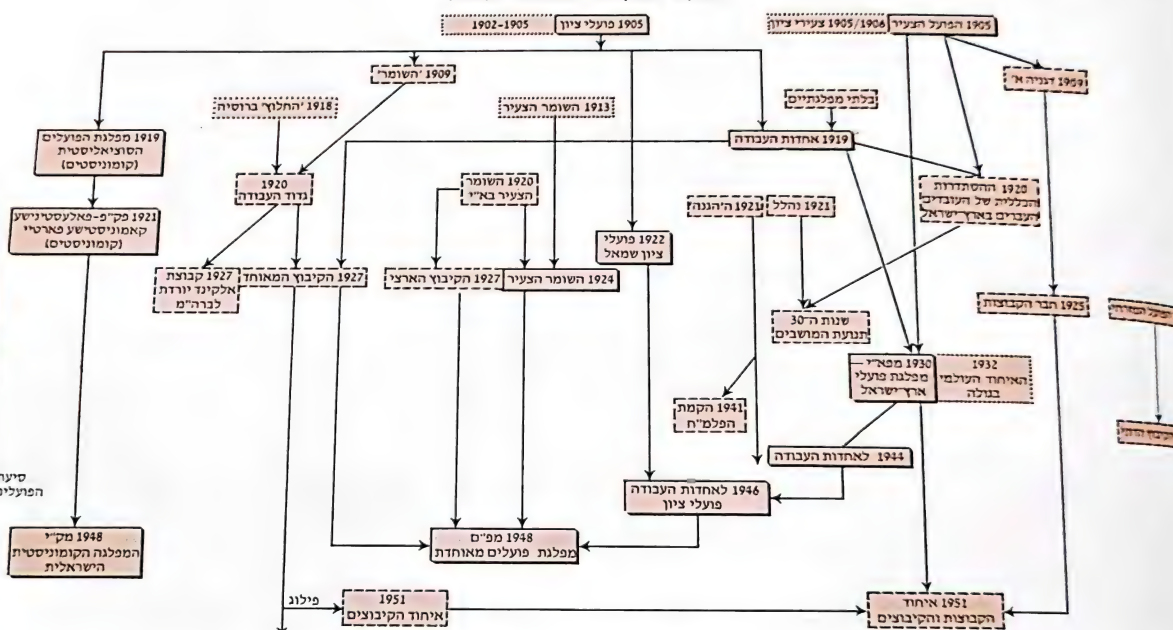 1902-1905
1905 פועלי ציון
1905/1906 צעירי ציון
1905 הפועל הצעיר
1909 'השומר'
1909 דגניה א'
1918 'החלוץ' ברוסיה
1913 השומר הצעיר
בלתי מפלגתיים
1919 מפלגת הפועלים
הסוציאליסטית
(קומוניסטים)
1919 אחדות העבודה
1920
גדוד העבודה
1920 השומר
הצעיר בא"י
1920 ההסתדרות
הכללית של העובדים
העברים בארץ ישראל
1921 פק"פ-פאלעסטינישע
קאמוניסטישע פארטיי
(קומוניסטים)
1921 'ההגנה'
1921 נהלל
1922 פועלי
ציון שמאל
1927 קבוצת
אלקינד יורדת
לברה"מ
1927 הקיבוץ המאוחד
1927 הקיבוץ הארצי
1924 השומר הצעיר
1925 חבר הקבוצות
שנות ה-30
תנועת המושבים
1930 מפא"י
מפלגת פועלי
ארץ ישראל
1932
האיחוד העולמי
בגולה
1941 הקמת
הפלמ"ח
1944 לאחדות העבודה
סיעת
הפועלים
1946 לאחדות העבודה
פועלי ציון
1948 מק"י
המפלגה הקומוניסטית
הישראלית
1948 מפ"ם
מפלגת פועלים מאוחדת
פילוג
1951
איחוד הקיבוצים
1951 איחוד
הקבוצות והקיבוצים